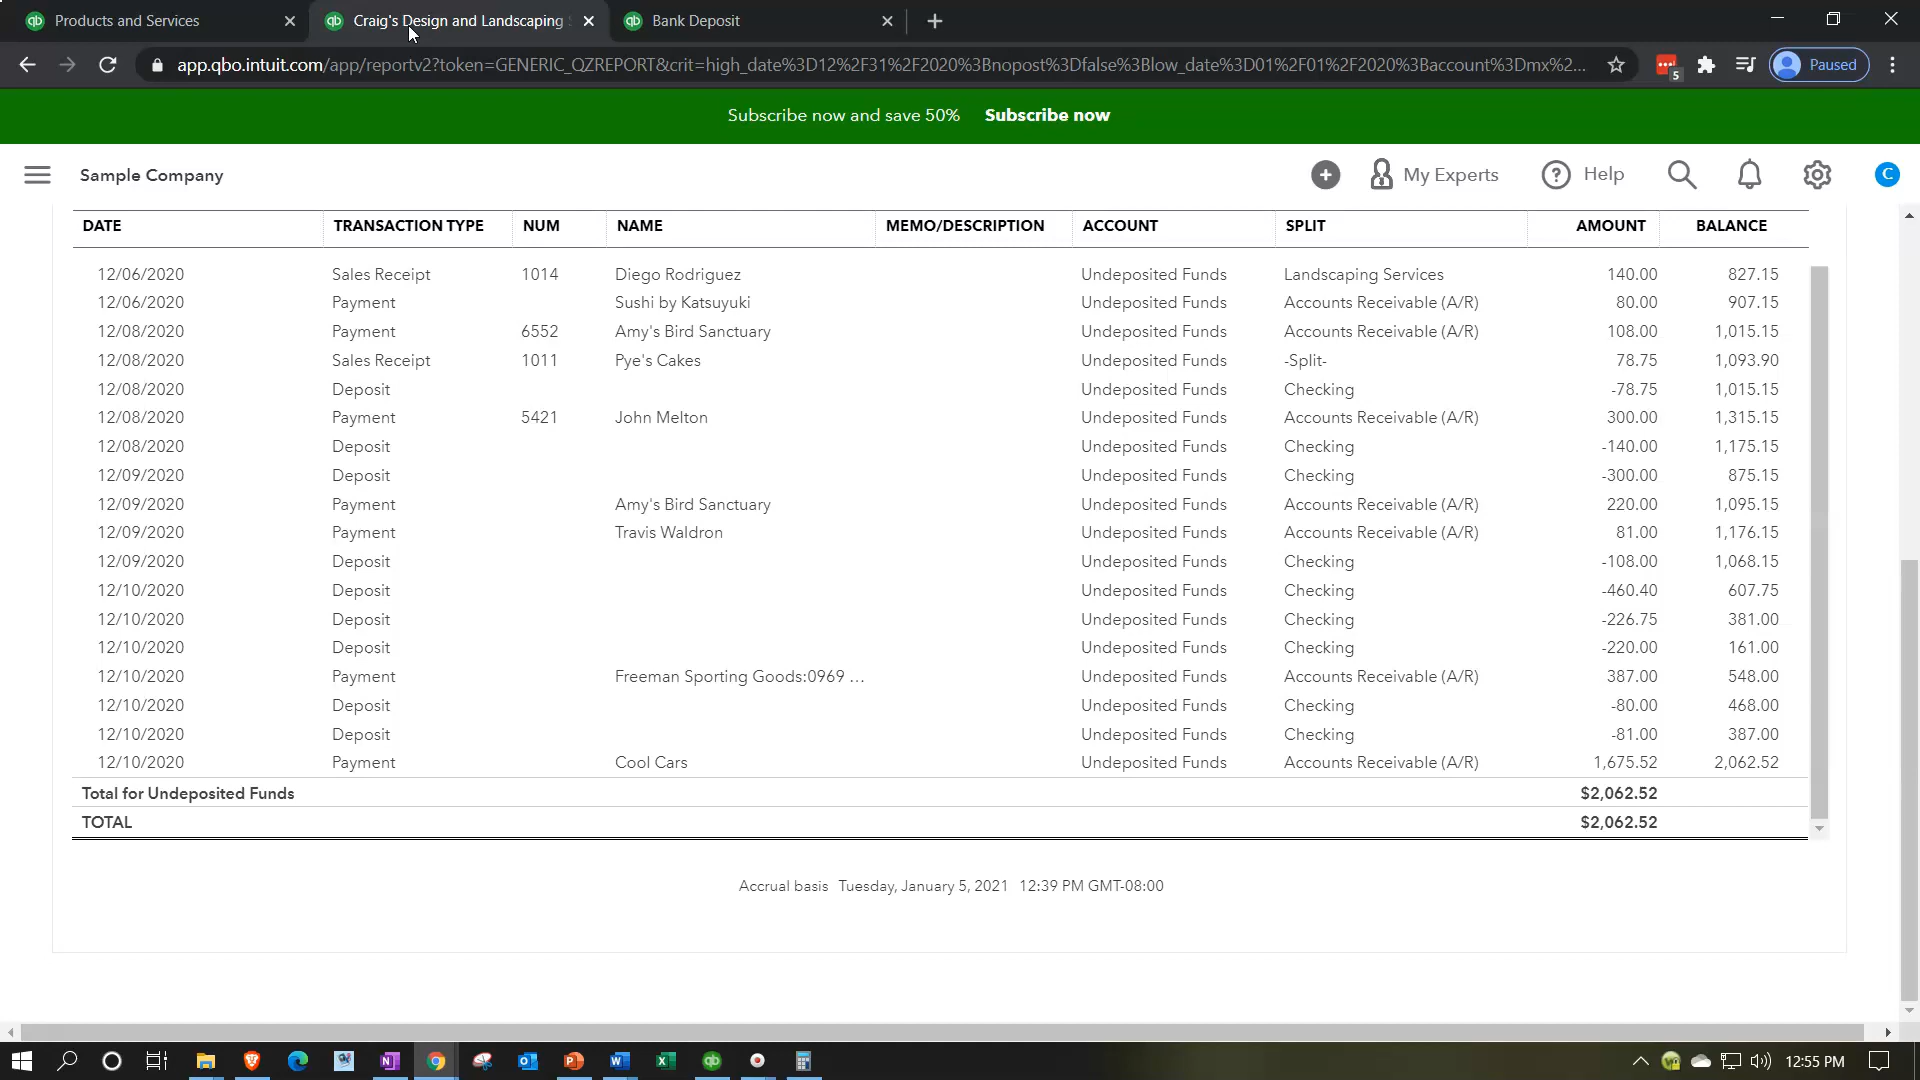 Products and Services
Craig's Design and Landscaping
Bank Deposit
app.qbo.intuit.com/app/reportv2?token=GENERIC_QZREPORT&crit=high_date%3D12%2F31%2F2020%3Bnopost%3Dfalse%3Blow_date%3D01%2F01%2F2020%3Baccount%3Dmx%2...
5
Paused
Subscribe now and save 50% Subscribe now
Sample Company
My Experts
Help
C
DATE TRANSACTION TYPE NUM NAME MEMO/DESCRIPTION ACCOUNT SPLIT AMOUNT BALANCE
12/06/2020 Sales Receipt 1014 Diego Rodriguez Undeposited Funds Landscaping Services 140.00 827.15
12/06/2020 Payment Sushi by Katsuyuki Undeposited Funds Accounts Receivable (A/R) 80.00 907.15
12/08/2020 Payment 6552 Amy's Bird Sanctuary Undeposited Funds Accounts Receivable (A/R) 108.00 1,015.15
12/08/2020 Sales Receipt 1011 Pye's Cakes Undeposited Funds -Split- 78.75 1,093.90
12/08/2020 Deposit Undeposited Funds Checking -78.75 1,015.15
12/08/2020 Payment 5421 John Melton Undeposited Funds Accounts Receivable (A/R) 300.00 1,315.15
12/08/2020 Deposit Undeposited Funds Checking -140.00 1,175.15
12/09/2020 Deposit Undeposited Funds Checking -300.00 875.15
12/09/2020 Payment Amy's Bird Sanctuary Undeposited Funds Accounts Receivable (A/R) 220.00 1,095.15
12/09/2020 Payment Travis Waldron Undeposited Funds Accounts Receivable (A/R) 81.00 1,176.15
12/09/2020 Deposit Undeposited Funds Checking -108.00 1,068.15
12/10/2020 Deposit Undeposited Funds Checking -460.40 607.75
12/10/2020 Deposit Undeposited Funds Checking -226.75 381.00
12/10/2020 Deposit Undeposited Funds Checking -220.00 161.00
12/10/2020 Payment Freeman Sporting Goods:0969 ... Undeposited Funds Accounts Receivable (A/R) 387.00 548.00
12/10/2020 Deposit Undeposited Funds Checking -80.00 468.00
12/10/2020 Deposit Undeposited Funds Checking -81.00 387.00
12/10/2020 Payment Cool Cars Undeposited Funds Accounts Receivable (A/R) 1,675.52 2,062.52
Total for Undeposited Funds $2,062.52
TOTAL $2,062.52
Accrual basis Tuesday, January 5, 2021 12:39 PM GMT-08:00
12:55 PM